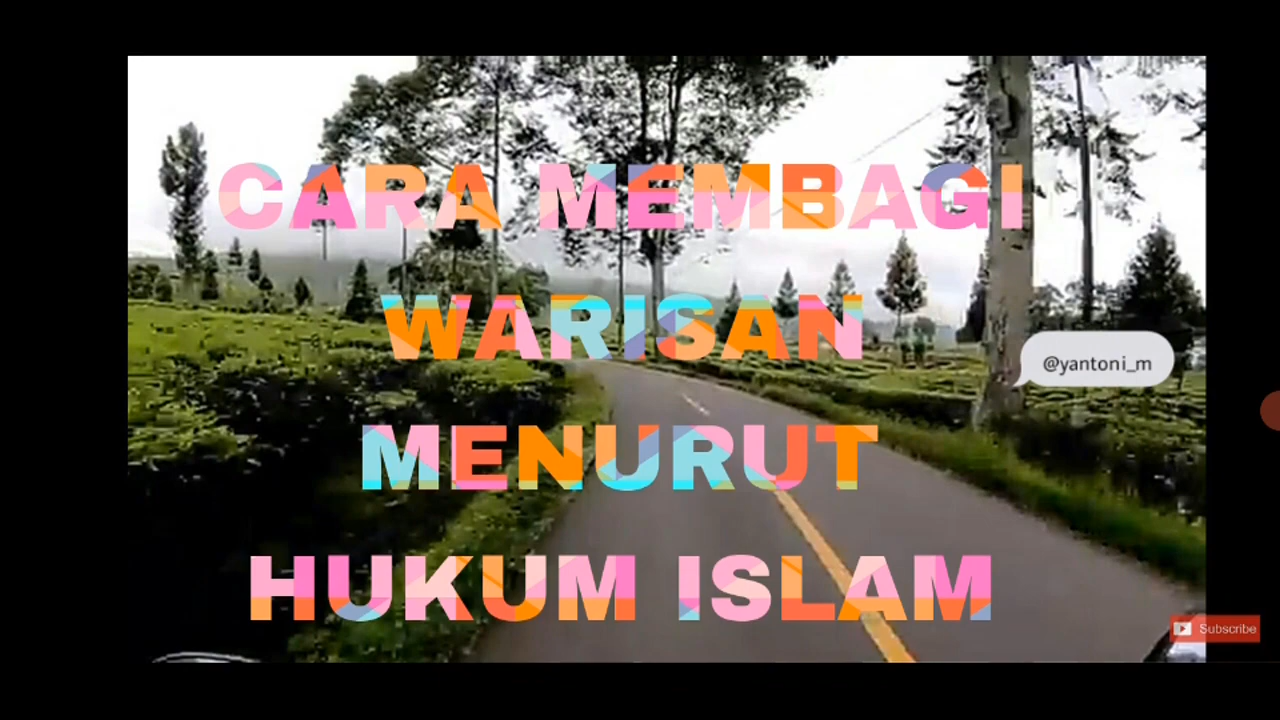 CARA MEMBAGI
WARISAN
@yantoni_m
MENURUT
HUKUM ISLAM
Subscribe